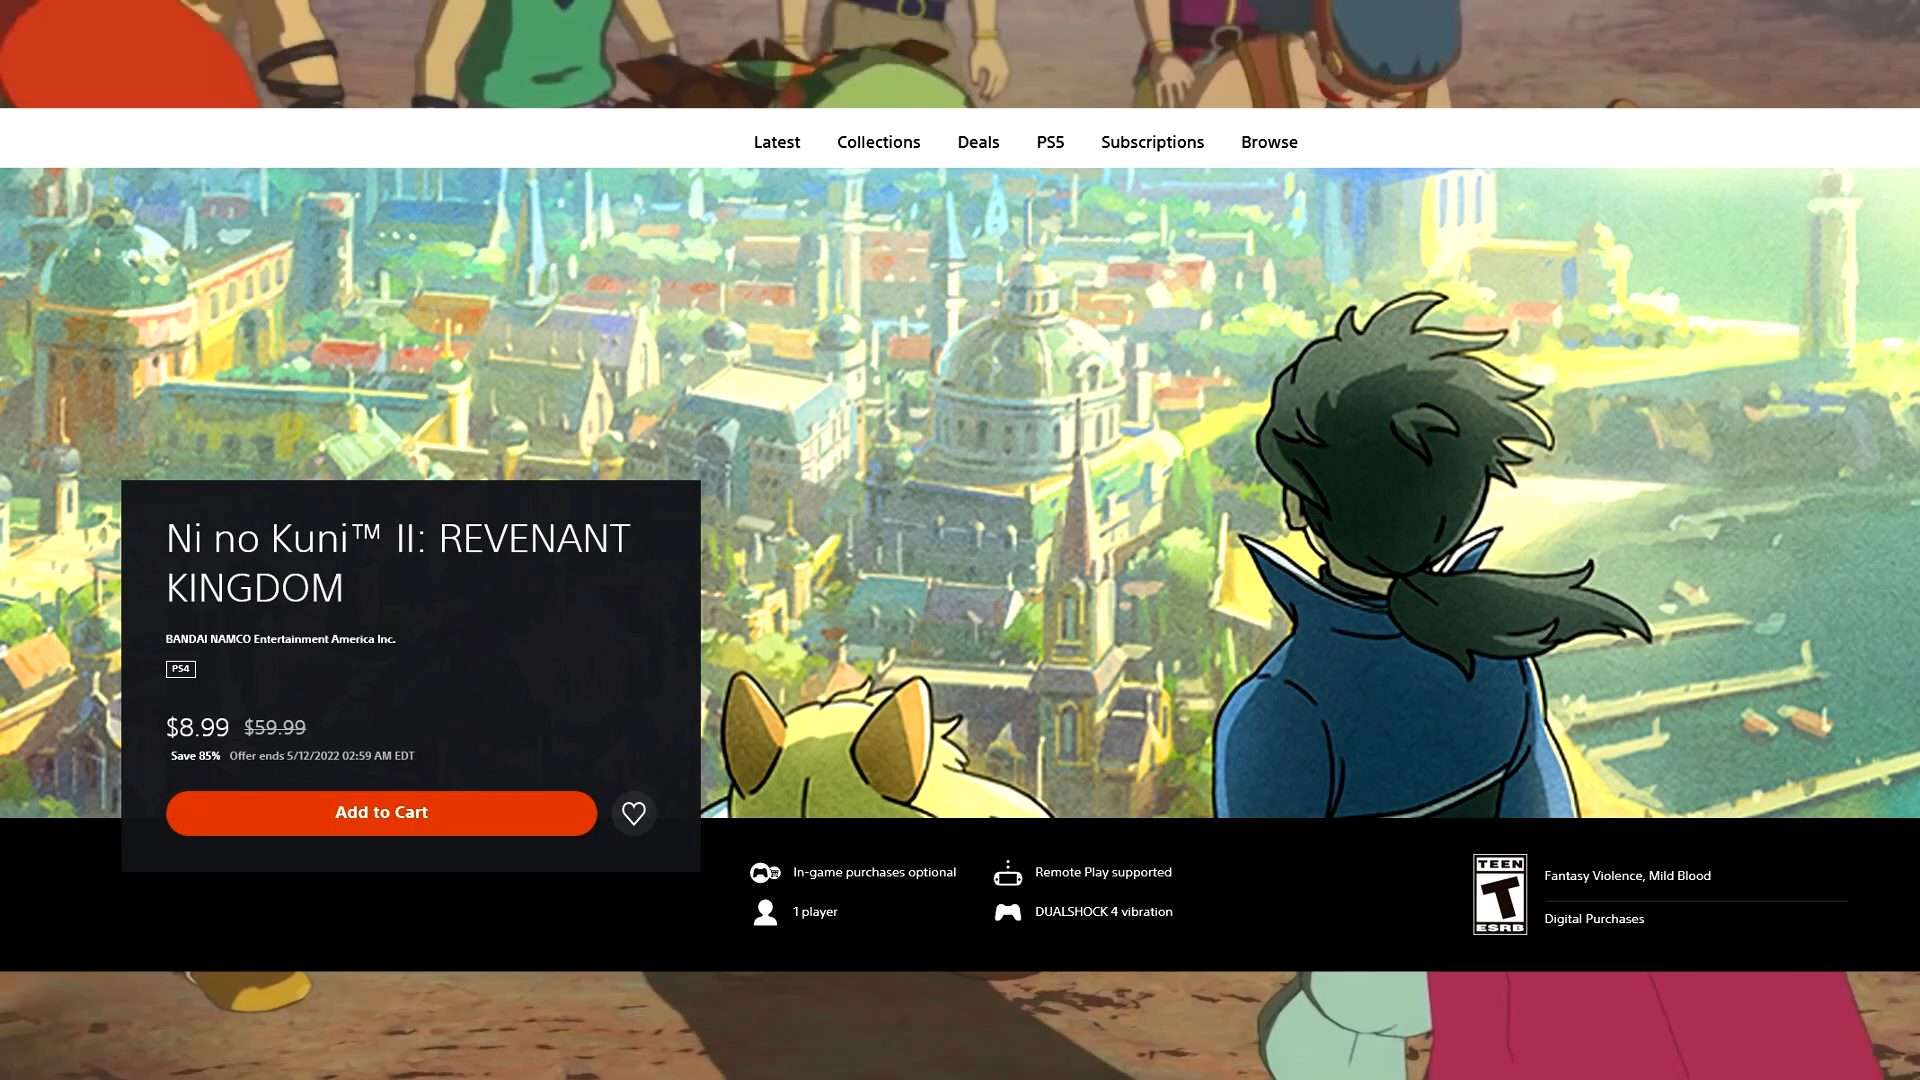 Latest Collections Deals PS5 Subscriptions Browse
Ni no Kuni™ II: REVENANT
KINGDOM
BANDAI NAMCO Entertainment America Inc.
PS4
$8.99 $59.99
Save 85% Offer ends 5/12/2022 02:59 AM EDT
Add to Cart
In-game purchases optional
1 player
Remote Play supported
DUALSHOCK 4 vibration
TEEN
T
ESRB
Fantasy Violence, Mild Blood
Digital Purchases